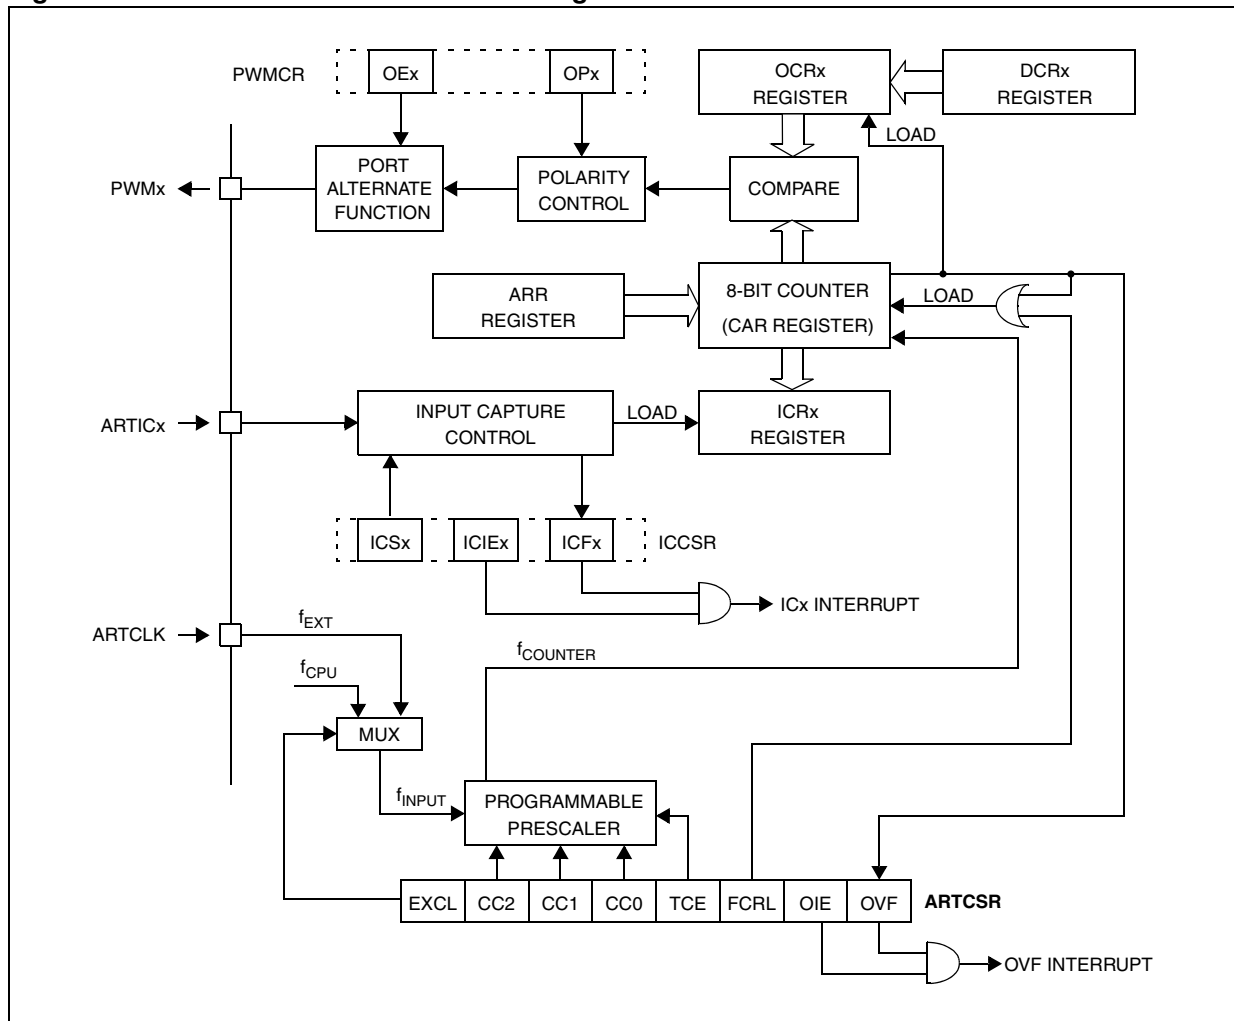 PWMCR
OEx
OPx
OCRx
REGISTER
DCRx
REGISTER
LOAD
PWMx
PORT
ALTERNATE
FUNCTION
POLARITY
CONTROL
COMPARE
ARR
REGISTER
8-BIT COUNTER
(CAR REGISTER)
LOAD
ARTICx
INPUT CAPTURE
CONTROL
LOAD
ICRx
REGISTER
ICSx
ICIEx
ICFx
ICCSR
ICx INTERRUPT
ARTCLK
fEXT
fCPU
fCOUNTER
MUX
fINPUT
PROGRAMMABLE
PRESCALER
EXCL
CC2
CC1
CC0
TCE
FCRL
OIE
OVF
ARTCSR
OVF INTERRUPT